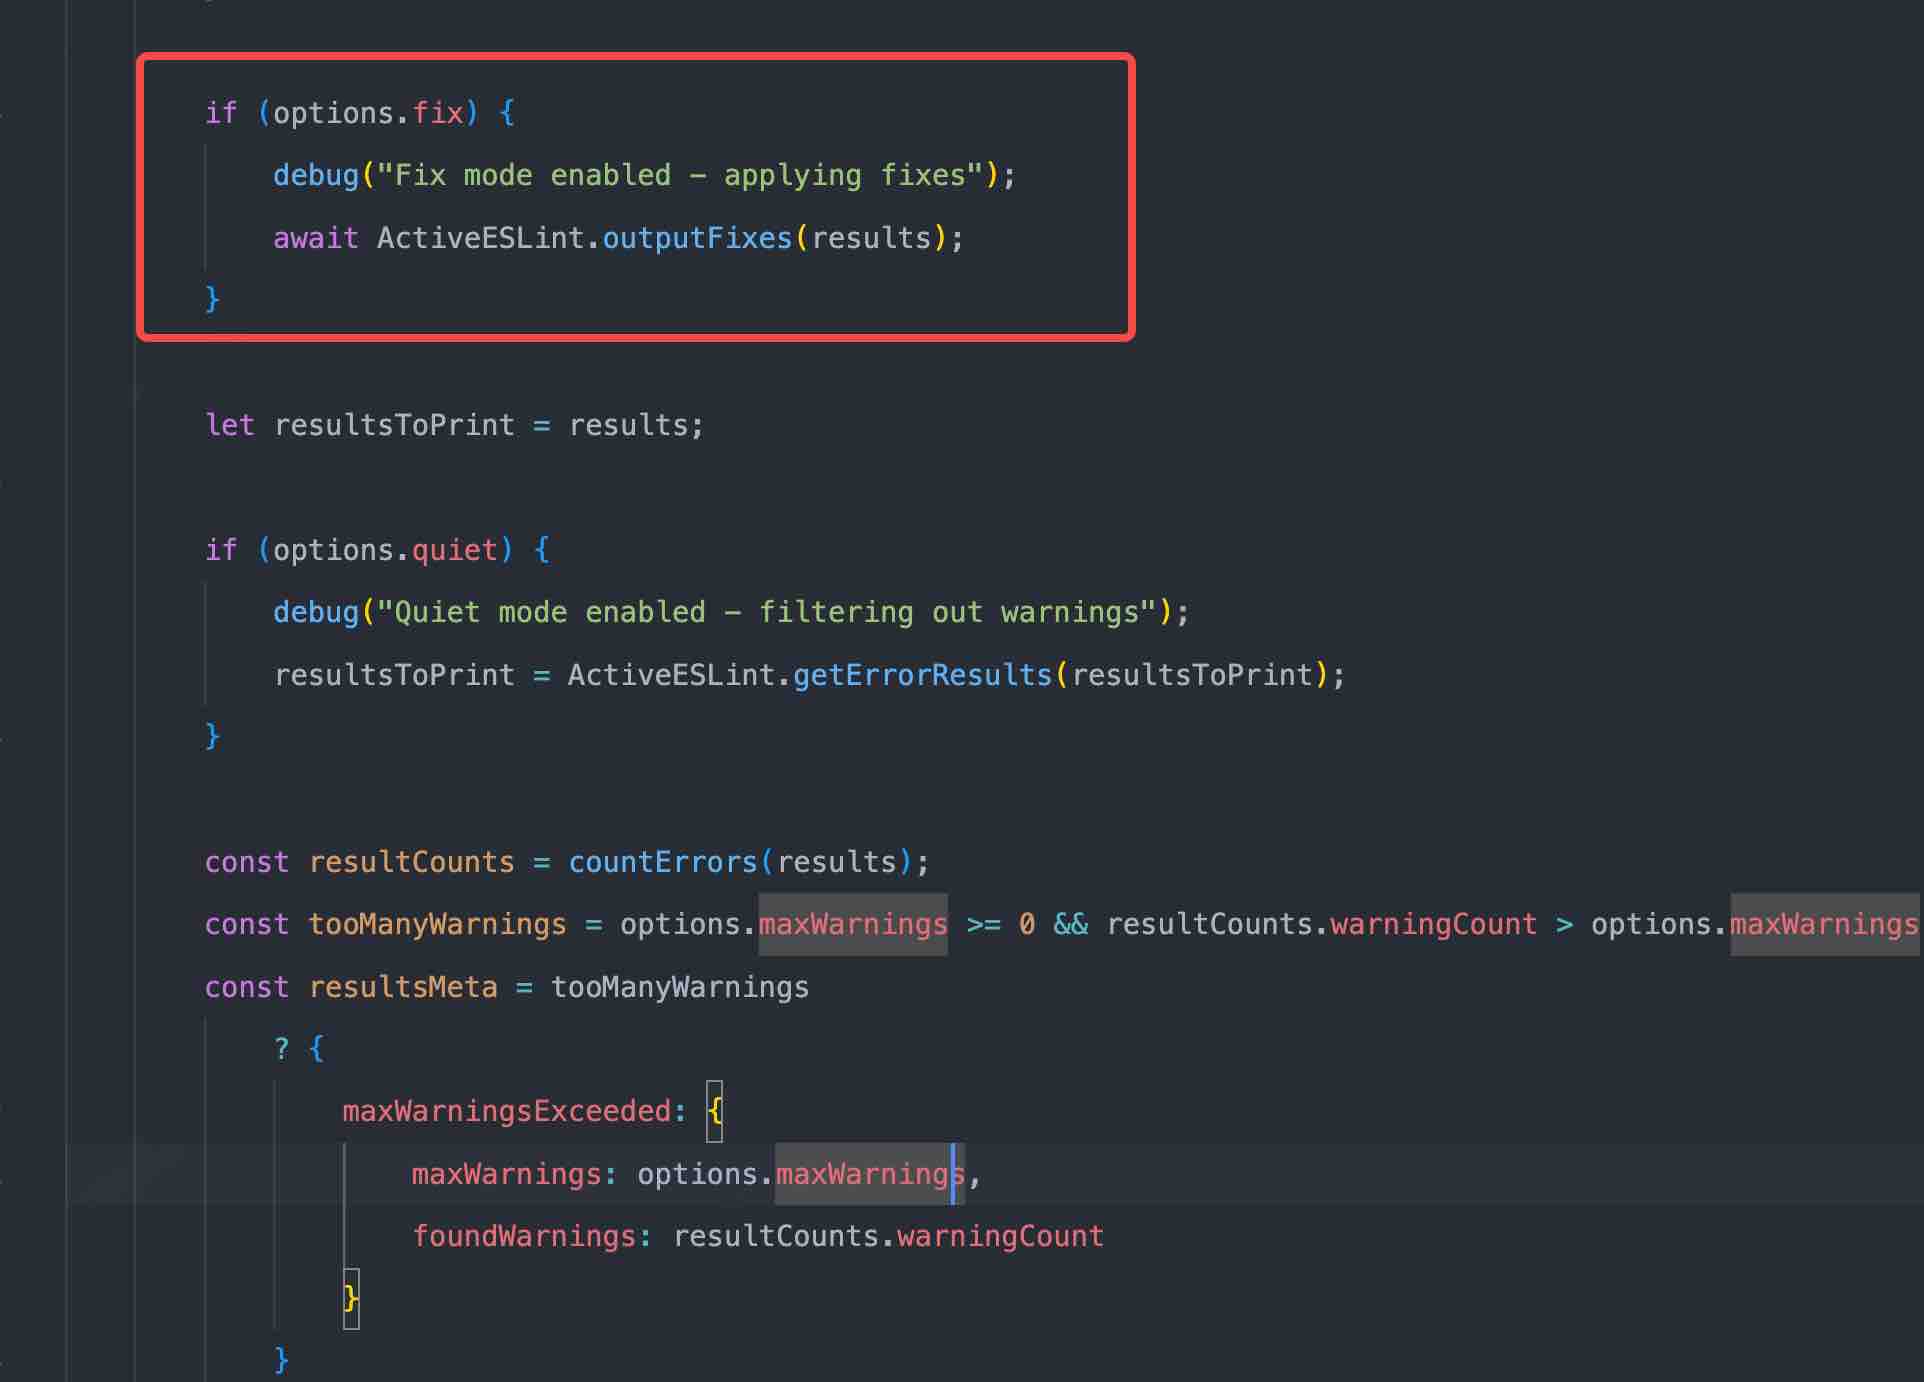 if (options.fix) {
debug("Fix mode enabled - applying fixes");
await ActiveESLint.outputFixes(results);
}
let resultsToPrint = results;
if (options.quiet) {
debug("Quiet mode enabled - filtering out warnings");
resultsToPrint = ActiveESLint.getErrorResults(resultsToPrint);
}
const resultCounts = countErrors(results);
const tooManyWarnings = options.maxWarnings >= 0 && resultCounts.warningCount > options.maxWarnings
const resultsMeta = tooManyWarnings
? {
maxWarningsExceeded: {
maxWarnings: options.maxWarnings,
foundWarnings: resultCounts.warningCount
}
}